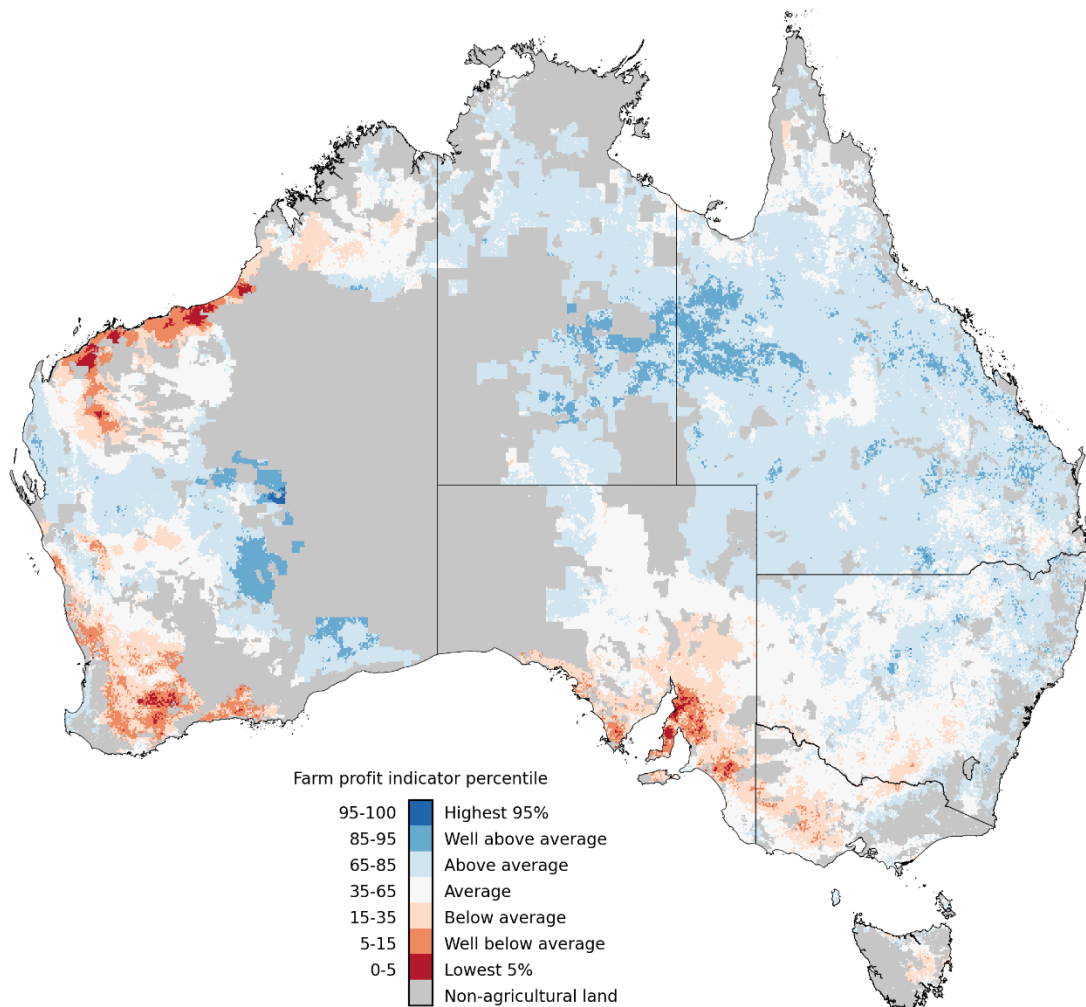 Farm profit indicator percentile
95-100 Highest 95%
85-95 Well above average
65-85 Above average
35-65 Average
15-35 Below average
5-15 Well below average
0-5 Lowest 5%
Non-agricultural land